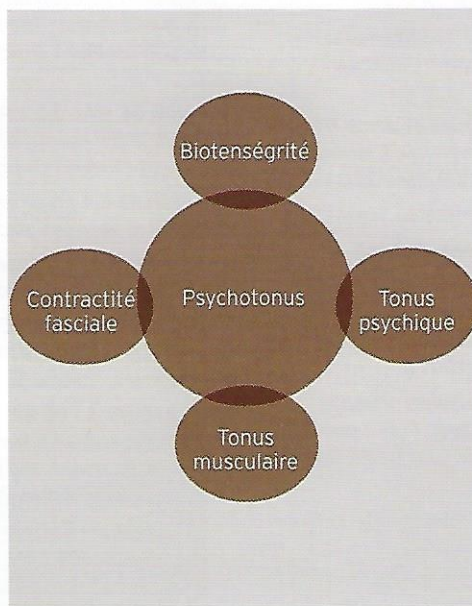 Biotenségrité
Contractité
fasciale
Psychotonus
Tonus
psychique
Tonus
musculaire